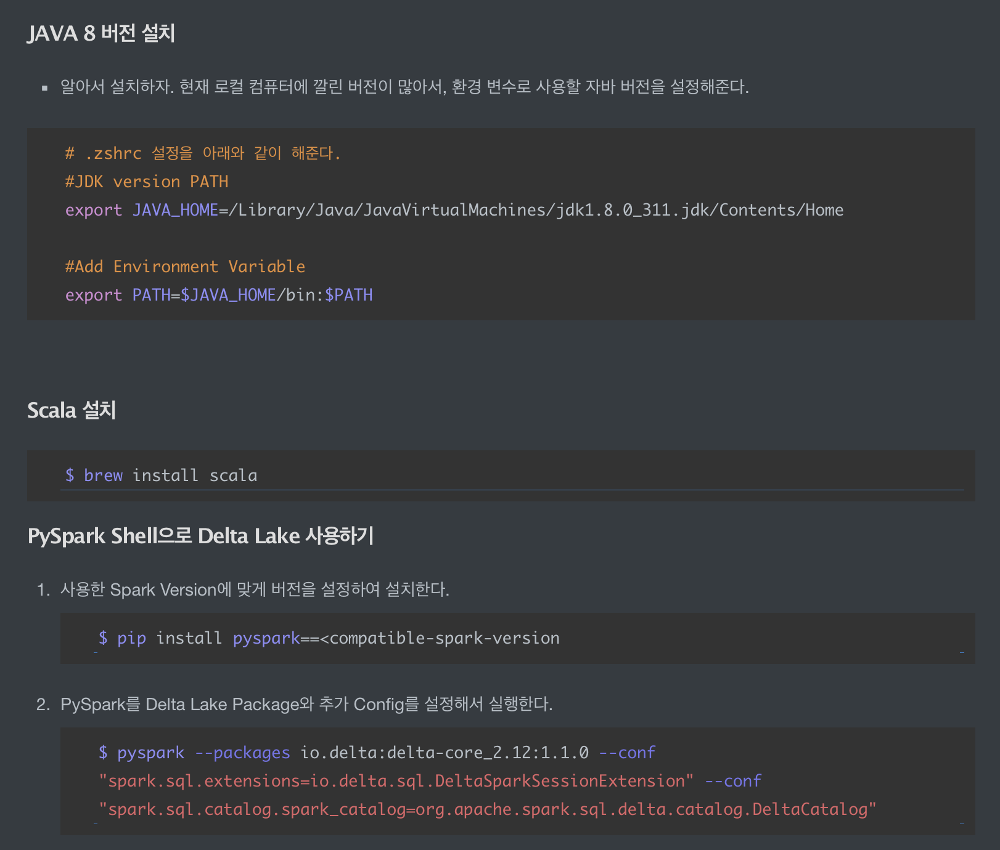 JAVA 8 버전 설치
▪ 알아서 설치하자. 현재 로컬 컴퓨터에 깔린 버전이 많아서, 환경 변수로 사용할 자바 버전을 설정해준다.
# .zshrc 설정을 아래와 같이 해준다.
#JDK version PATH
export JAVA_HOME=/Library/Java/JavaVirtualMachines/jdk1.8.0_311.jdk/Contents/Home
#Add Environment Variable
export PATH=$JAVA_HOME/bin:$PATH
Scala 설치
$ brew install scala
PySpark Shell으로 Delta Lake 사용하기
1. 사용한 Spark Version에 맞게 버전을 설정하여 설치한다.
$ pip install pyspark==<compatible-spark-version
2. PySpark를 Delta Lake Package와 추가 Config를 설정해서 실행한다.
$ pyspark --packages io.delta:delta-core_2.12:1.1.0 --conf
"spark.sql.extensions=io.delta.sql.DeltaSparkSessionExtension" --conf
"spark.sql.catalog.spark_catalog=org.apache.spark.sql.delta.catalog.DeltaCatalog"